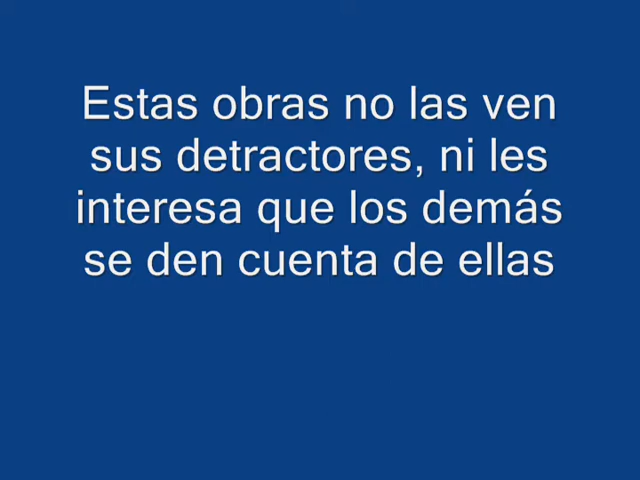 Estas obras no las ven
sus detractores, ni les
interesa que los demás
se den cuenta de ellas